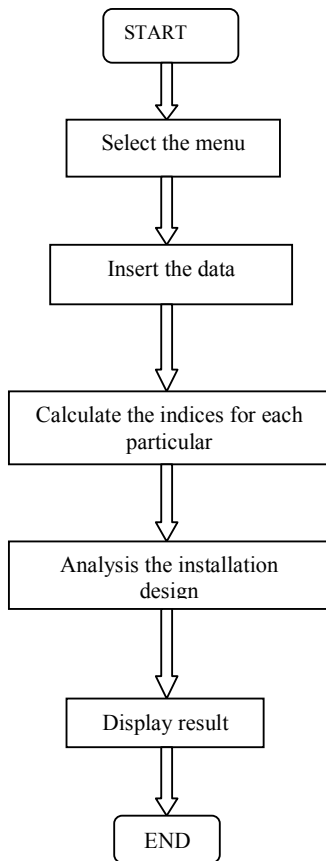 START
Select the menu
Insert the data
Calculate the indices for each
particular
Analysis the installation
design
Display result
END